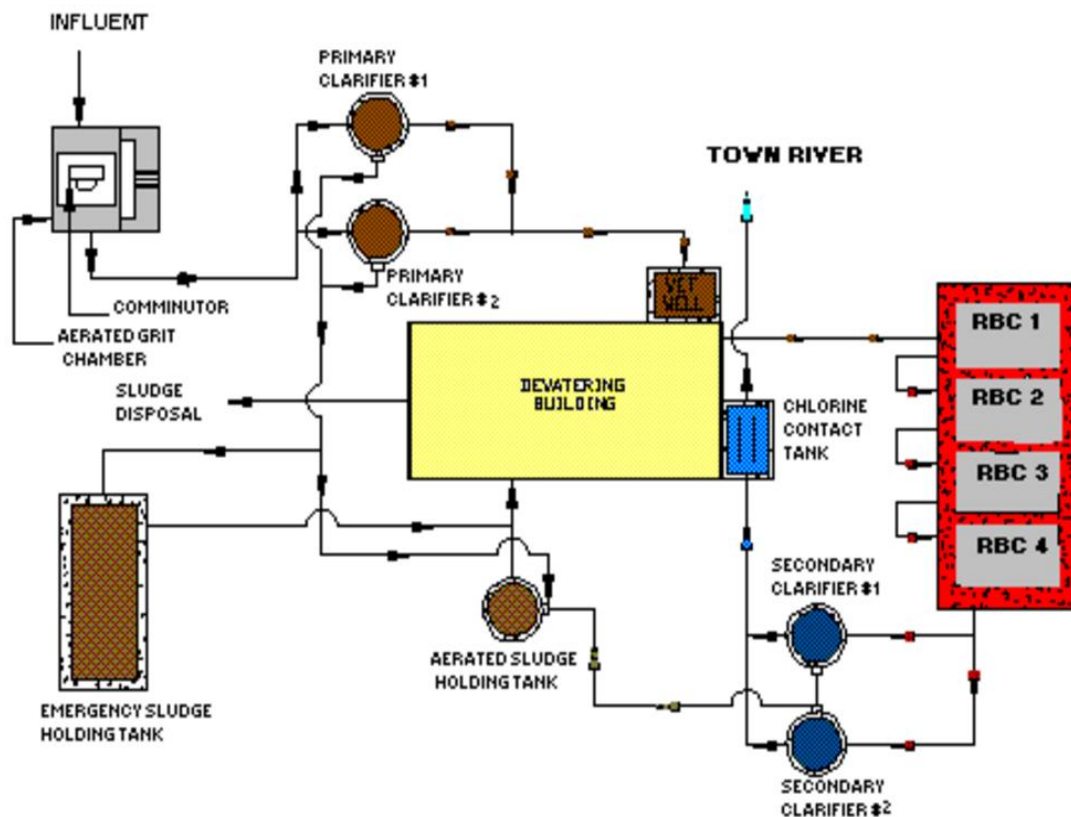 INFLUENT
PRIMARY
CLARIFIER #1
TOWN RIVER
PRIMARY
CLARIFIER #2
WET
WELL
COMMINUTOR
AERATED GRIT
CHAMBER
RBC 1
RBC 2
RBC 3
RBC 4
SLUDGE
DISPOSAL
DEWATERING
BUILDING
CHLORINE
CONTACT
TANK
SECONDARY
CLARIFIER #1
AERATED SLUDGE
HOLDING TANK
EMERGENCY SLUDGE
HOLDING TANK
SECONDARY
CLARIFIER #2